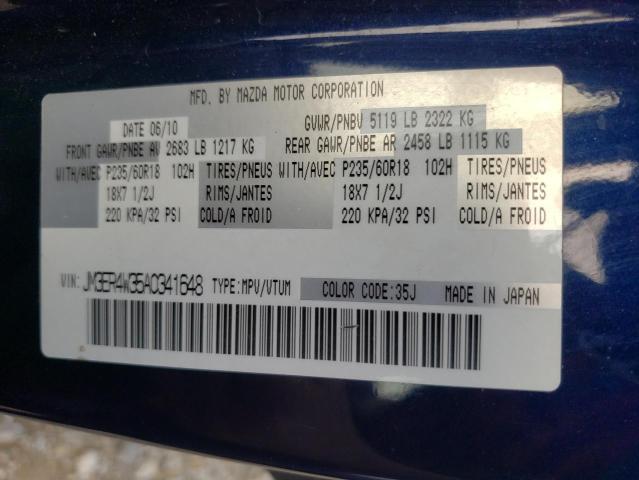 MFD. BY MAZDA MOTOR CORPORATION
DATE 06/10 GVWR/PNBV 5119 LB 2322 KG
FRONT GAWR/PNBE AV 2683 LB 1217 KG REAR GAWR/PNBE AR 2458 LB 1115 KG
WITH/AVEC P235/60R18 102H TIRES/PNEUS WITH/AVEC P235/60R18 102H TIRES/PNEUS
18X7 1/2J RIMS/JANTES 18X7 1/2J RIMS/JANTES
220 KPA/32 PSI COLD/A FROID 220 KPA/32 PSI COLD/A FROID
VIN: JM3ER4W35A0341648 TYPE:MPV/VTUM COLOR CODE:35J MADE IN JAPAN